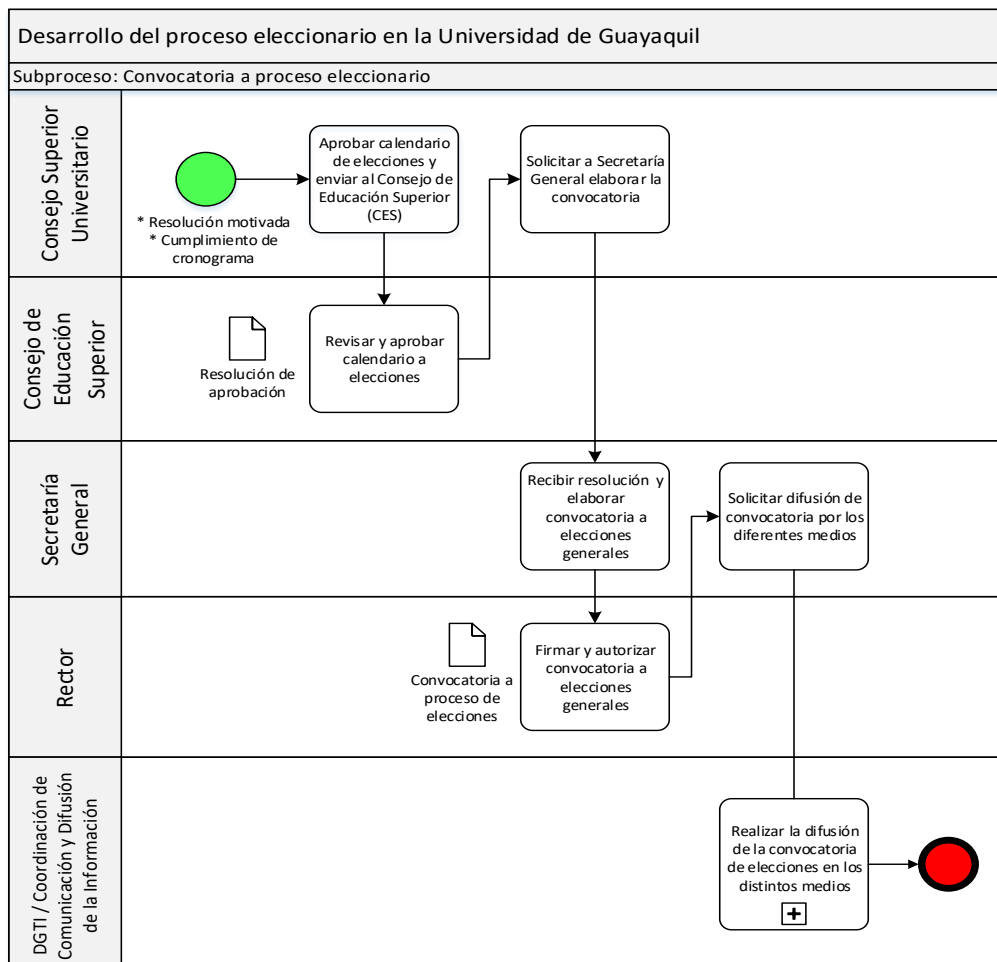 Desarrollo del proceso eleccionario en la Universidad de Guayaquil
Subproceso: Convocatoria a proceso eleccionario
Consejo Superior
Universitario
* Resolución motivada
* Cumplimiento de
cronograma
Aprobar calendario
de elecciones y
enviar al Consejo de
Educación Superior
(CES)
Solicitar a Secretaría
General elaborar la
convocatoria
Consejo de
Educación
Superior
Resolución de
aprobación
Revisar y aprobar
calendario a
elecciones
Secretaría
General
Recibir resolución y
elaborar
convocatoria a
elecciones
generales
Solicitar difusión de
convocatoria por los
diferentes medios
Rector
Convocatoria a
proceso de
elecciones
Firmar y autorizar
convocatoria a
elecciones
generales
DGTI / Coordinación de
Comunicación y Difusión
de la Información
Realizar la difusión
de la convocatoria
de elecciones en los
distintos medios